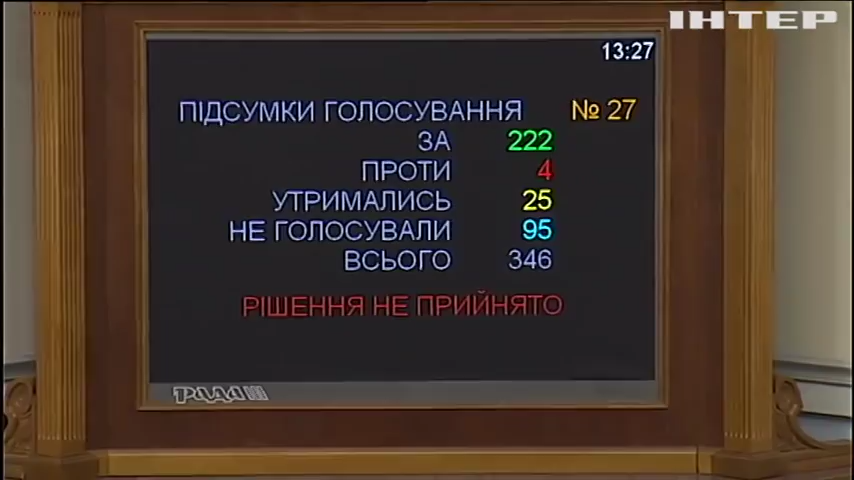 ІНТЕР
13:27
ПІДСУМКИ ГОЛОСУВАННЯ № 27
ЗА 222
ПРОТИ 4
УТРИМАЛИСЬ 25
НЕ ГОЛОСУВАЛИ 95
ВСЬОГО 346
РІШЕННЯ НЕ ПРИЙНЯТО
РАДА